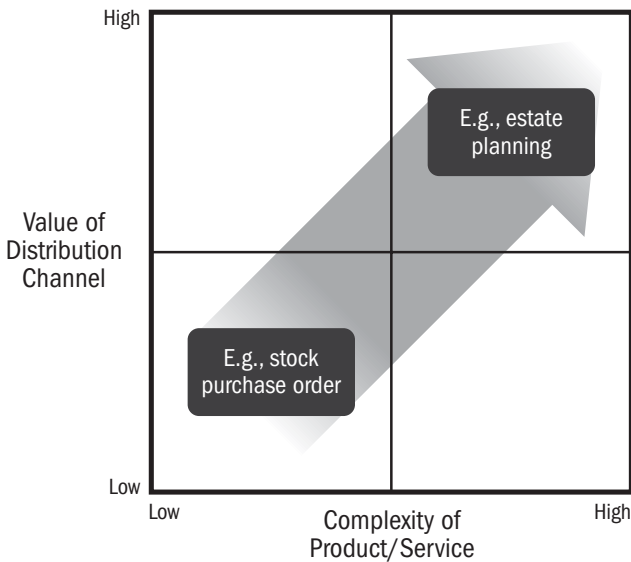 High
E.g., estate
planning
Value of
Distribution
Channel
E.g., stock
purchase order
Low
Low
High
Complexity of
Product/Service